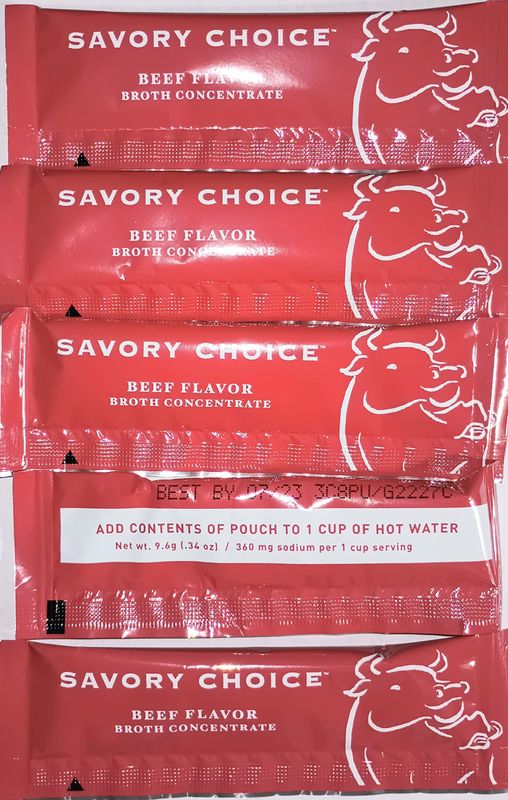 SAVORY CHOICE™
BEEF FLAVOR
BROTH CONCENTRATE
SAVORY CHOICE™
BEEF FLAVOR
BROTH CONCENTRATE
SAVORY CHOICE™
BEEF FLAVOR
BROTH CONCENTRATE
BEST BY 07/23 3C8PU/G2227C
ADD CONTENTS OF POUCH TO 1 CUP OF HOT WATER
Net wt. 9.6g (.34 oz) / 360 mg sodium per 1 cup serving
SAVORY CHOICE™
BEEF FLAVOR
BROTH CONCENTRATE